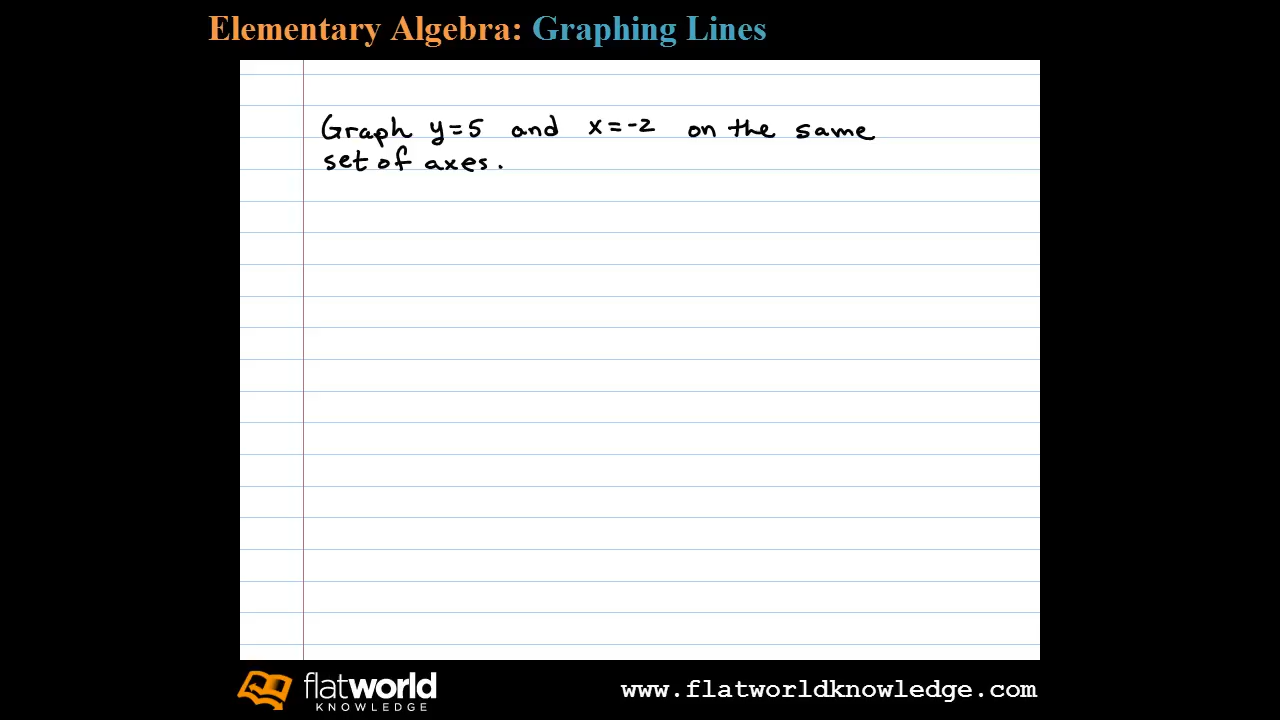 Elementary Algebra: Graphing Lines
Graph y=5 and x=-2 on the same
set of axes.
flatworld
KNOWLEDGE
www.flatworldknowledge.com